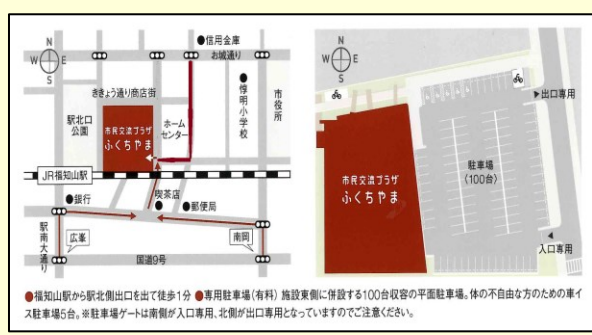 N
W E
S
●信用金庫
お城通り
ききょう通り商店街
駅北口
公園
市民交流プラザ
ふくちやま
ホーム
センター
●惇明小学校
市役所
JR福知山駅
喫茶店
●銀行
●郵便局
駅南大通り
広峯
南岡
国道9号
N
W E
S
出口専用
駐車場
(100台)
市民交流プラザ
ふくちやま
入口専用
●福知山駅から駅北側出口を出て徒歩1分 ●専用駐車場(有料) 施設東側に併設する100台収容の平面駐車場。体の不自由な方のための車イ
ス駐車場5台。※駐車場ゲートは南側が入口専用、北側が出口専用となっていますのでご注意ください。